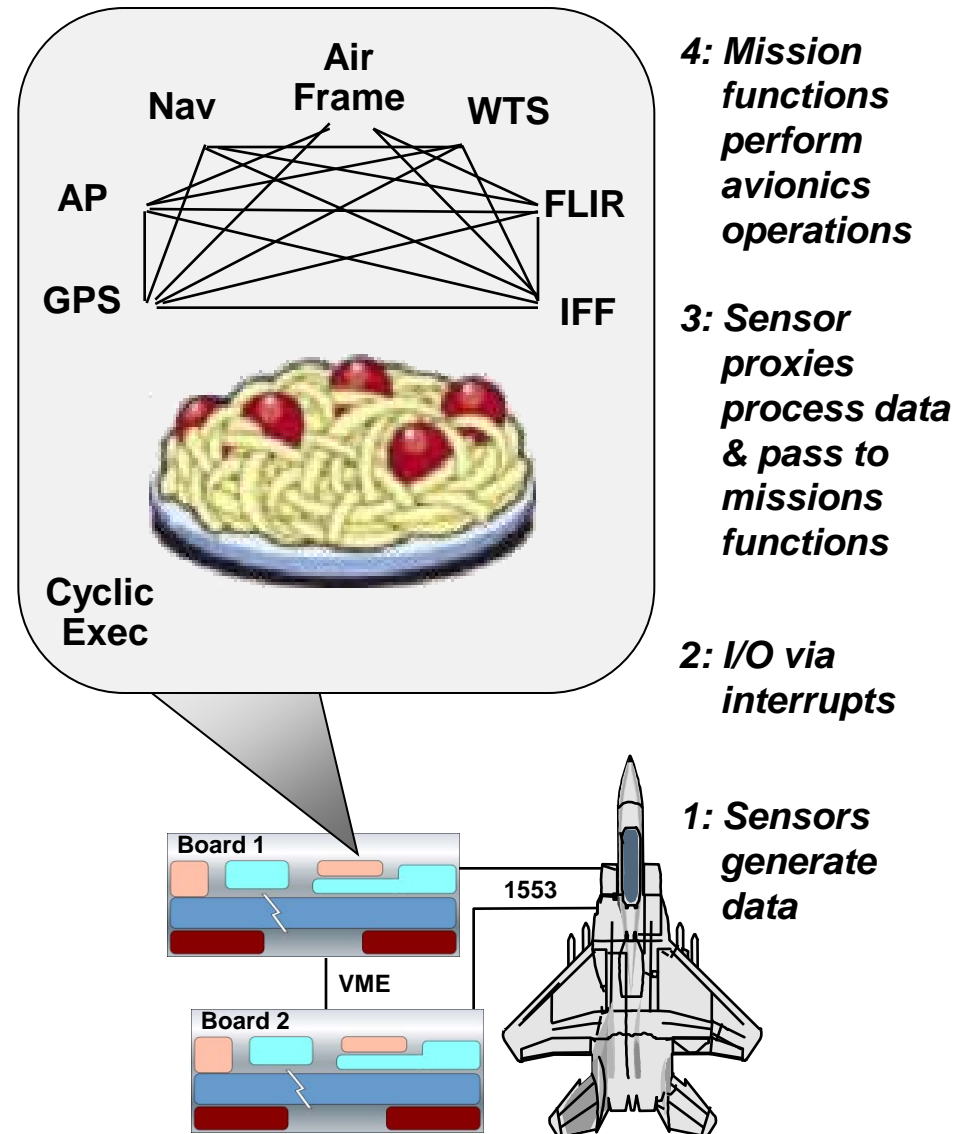 Air
Frame
Nav
WTS
AP
FLIR
GPS
IFF
Cyclic
Exec
4: Mission
functions
perform
avionics
operations
3: Sensor
proxies
process data
& pass to
missions
functions
2: I/O via
interrupts
1: Sensors
generate
data
Board 1
1553
VME
Board 2